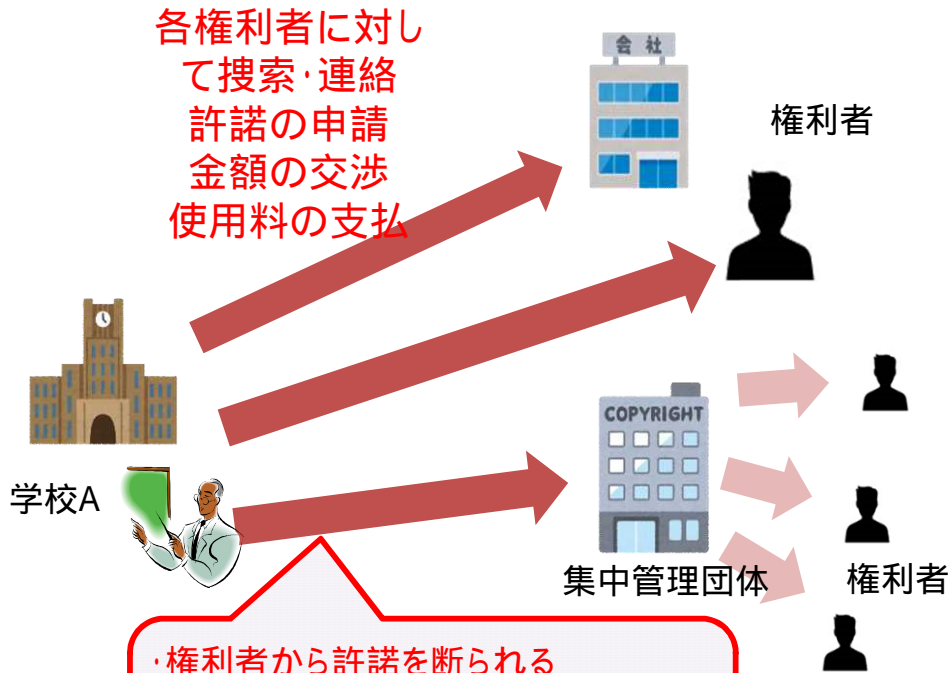 各権利者に対し
て捜索・連絡
許諾の申請
金額の交渉
使用料の支払
会社
権利者
COPYRIGHT
学校A
集中管理団体
権利者
・権利者から許諾を断られる